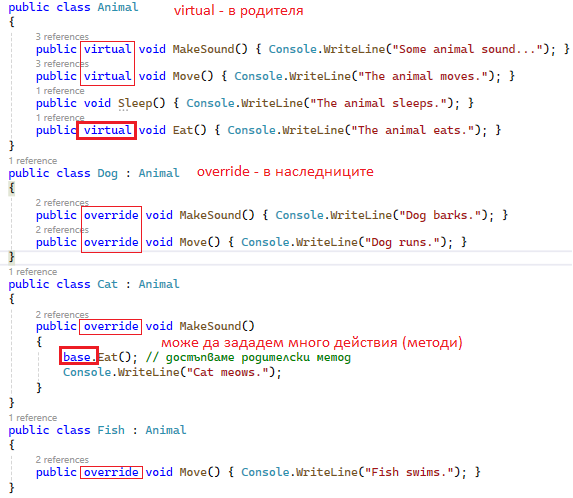 public class Animal virtual - в родителя
{
3 references
public virtual void MakeSound() { Console.WriteLine("Some animal sound..."); }
3 references
public virtual void Move() { Console.WriteLine("The animal moves."); }
1 reference
public void Sleep() { Console.WriteLine("The animal sleeps."); }
1 reference
public virtual void Eat() { Console.WriteLine("The animal eats."); }
}
1 reference
public class Dog : Animal override - в наследниците
{
2 references
public override void MakeSound() { Console.WriteLine("Dog barks."); }
2 references
public override void Move() { Console.WriteLine("Dog runs."); }
}
1 reference
public class Cat : Animal
{
2 references
public override void MakeSound()
{ може да зададем много действия (методи)
base.Eat(); // достъпваме родителски метод
Console.WriteLine("Cat meows.");
}
}
1 reference
public class Fish : Animal
{
2 references
public override void Move() { Console.WriteLine("Fish swims."); }
}